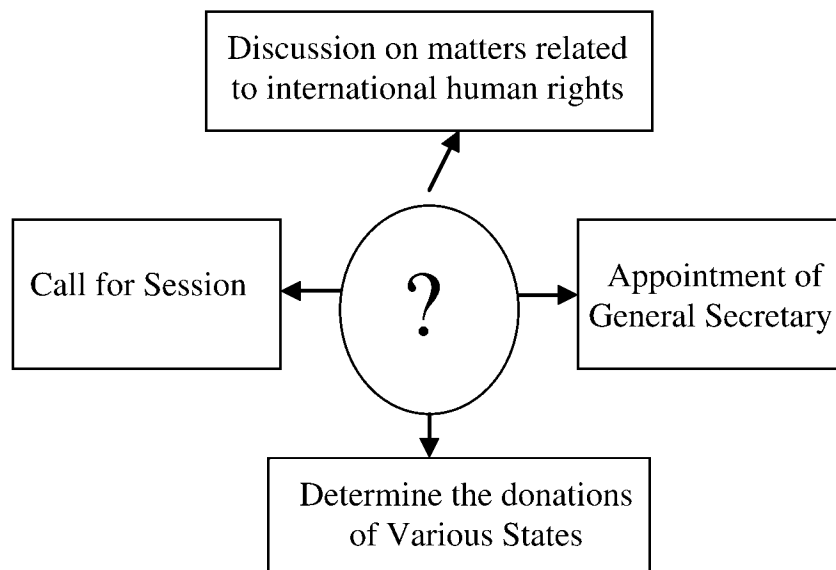 Discussion on matters related
to international human rights
Call for Session
?
Appointment of
General Secretary
Determine the donations
of Various States